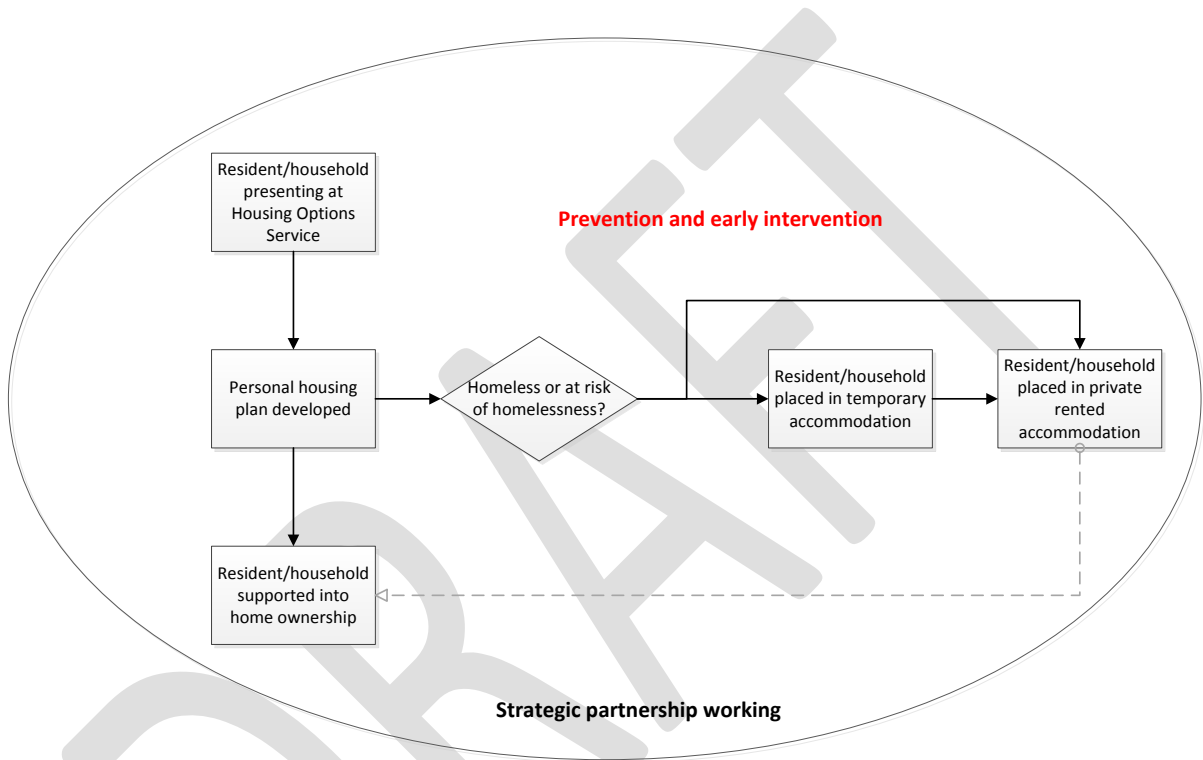 Resident/household
presenting at
Housing Options
Service
Prevention and early intervention
Personal housing
plan developed
Homeless or at risk
of homelessness?
Resident/household
placed in temporary
accommodation
Resident/household
placed in private
rented
accommodation
Resident/household
supported into
home ownership
Strategic partnership working
DRAFT